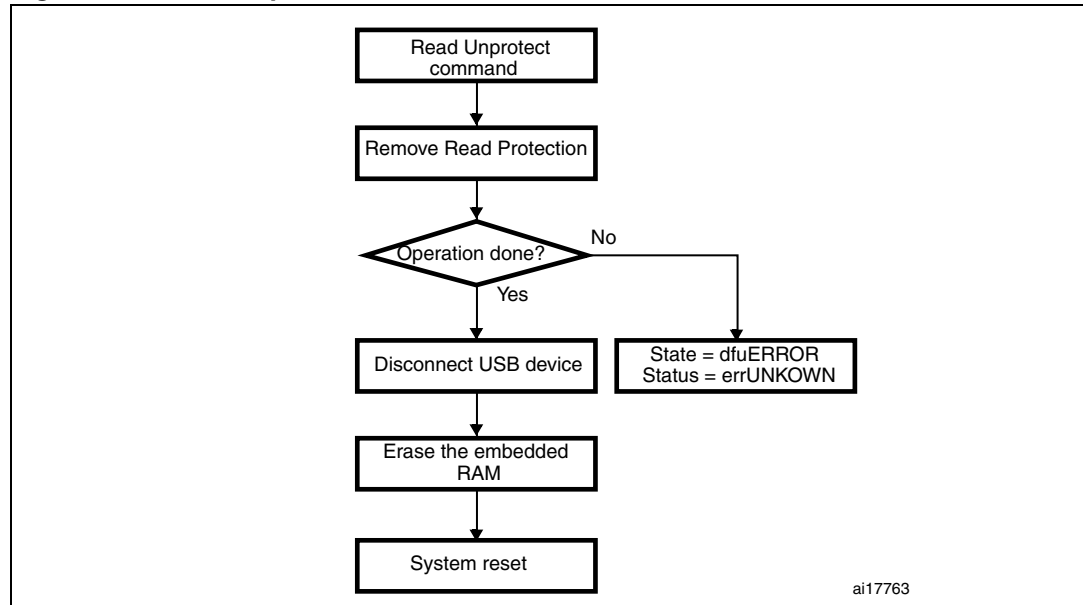 Read Unprotect
command
Remove Read Protection
Operation done?
No
Yes
Disconnect USB device
State = dfuERROR
Status = errUNKOWN
Erase the embedded
RAM
System reset
ai17763